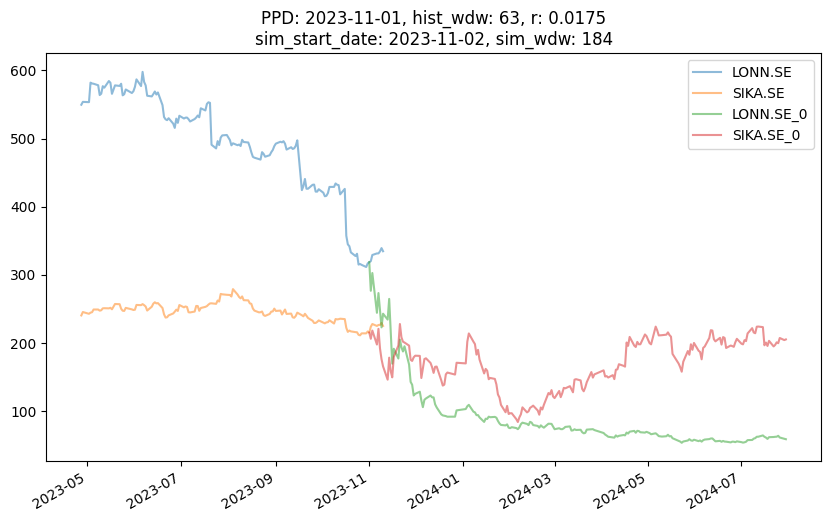 PPD: 2023-11-01, hist_wdw: 63, r: 0.0175
sim_start_date: 2023-11-02, sim_wdw: 184
LONN.SE
SIKA.SE
LONN.SE_0
SIKA.SE_0
600
500
400
300
200
100
2023-05
2023-07
2023-09
2023-11
2024-01
2024-03
2024-05
2024-07